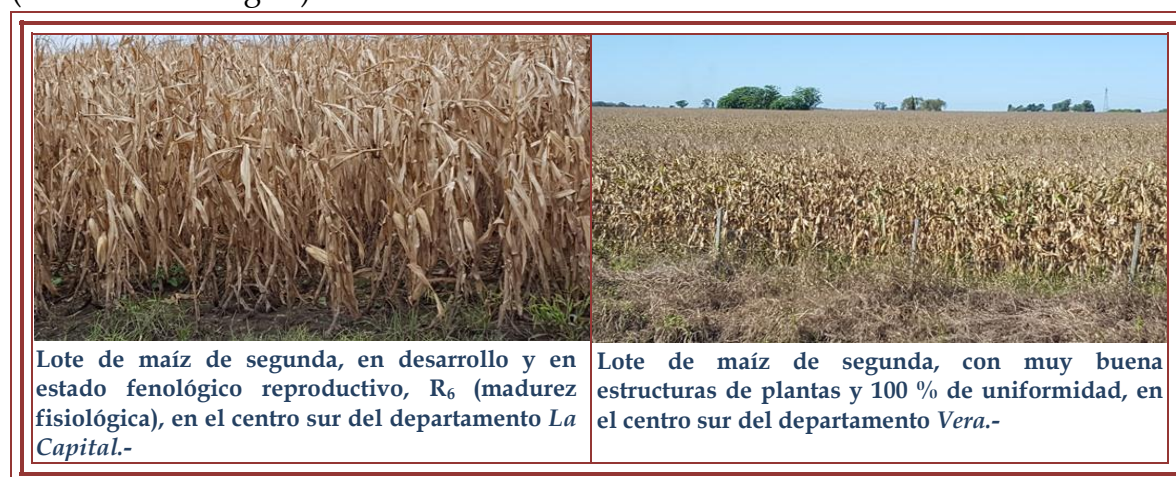 Lote de maíz de segunda, en desarrollo y en
estado fenológico reproductivo, R₆ (madurez
fisiológica), en el centro sur del departamento La
Capital.-
Lote de maíz de segunda, con muy buena
estructuras de plantas y 100 % de uniformidad, en
el centro sur del departamento Vera.-